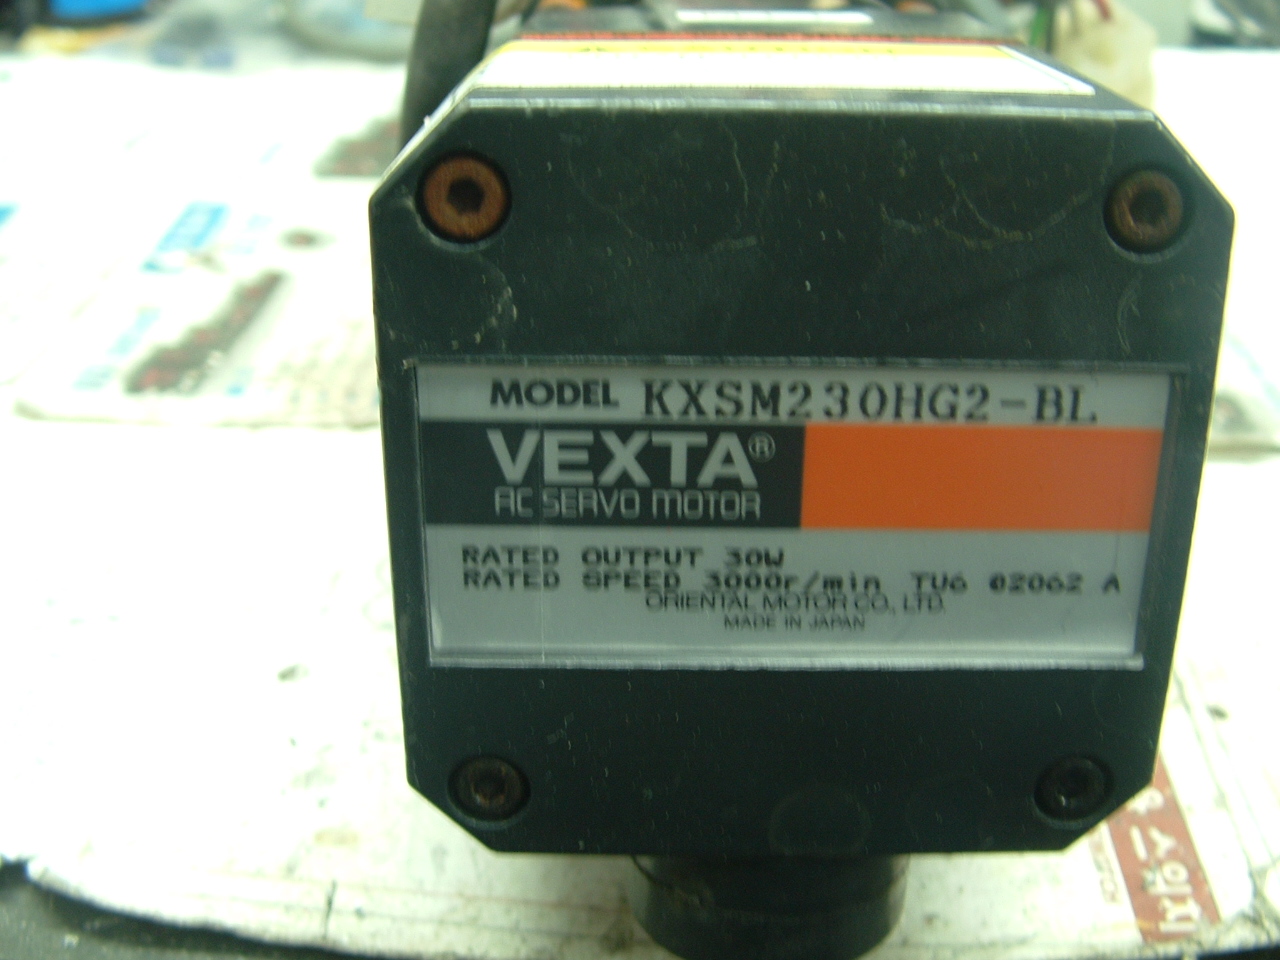 MODEL KXSM230HG2-BL
VEXTA®
AC SERVO MOTOR
RATED OUTPUT 30W
RATED SPEED 3000r/min TU6 02062 A
ORIENTAL MOTOR CO., LTD.
MADE IN JAPAN